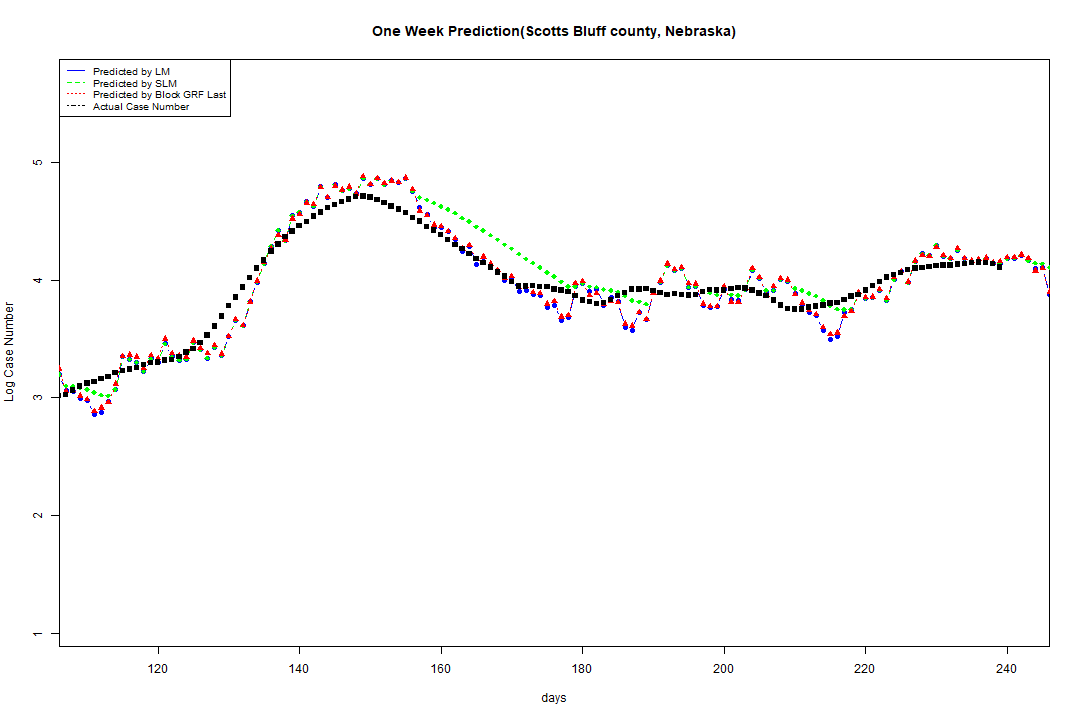 One Week Prediction(Scotts Bluff county, Nebraska)
Predicted by LM
Predicted by SLM
Predicted by Block GRF Last
Actual Case Number
5
4
3
2
1
Log Case Number
120 140 160 180 200 220 240
days